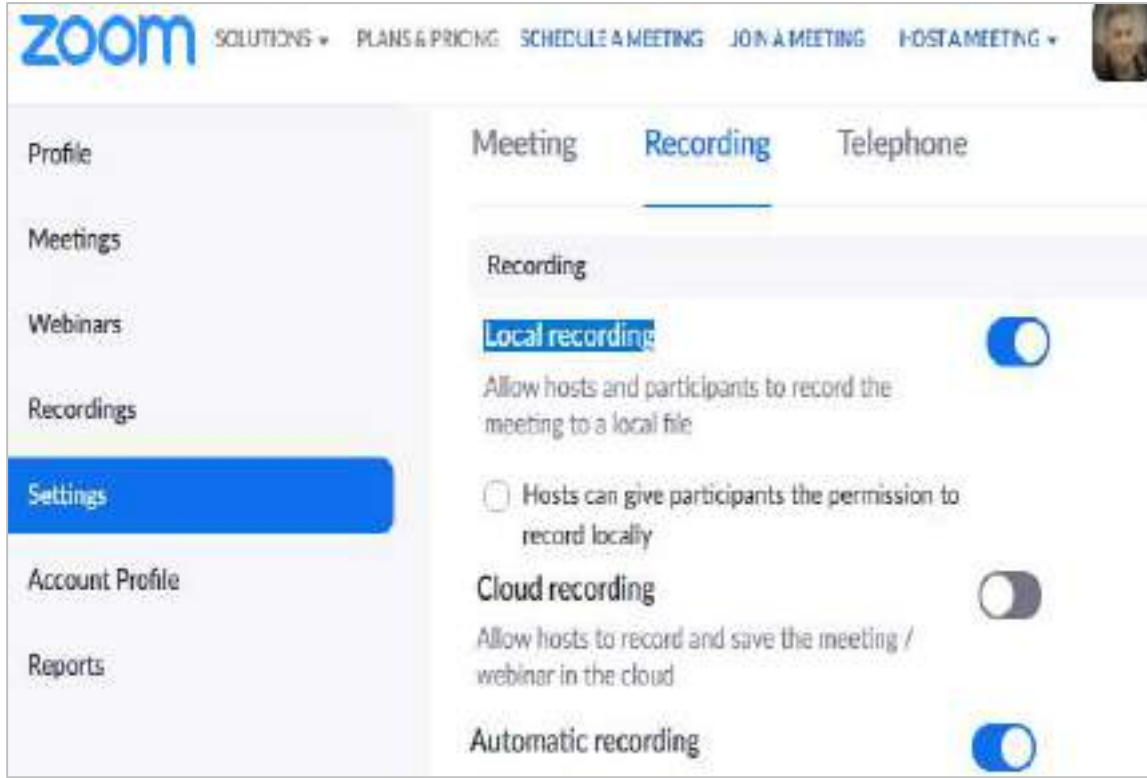 zoom SOLUTIONS PLANS & PRICING SCHEDULE A MEETING JOIN A MEETING HOST A MEETING
Profile
Meetings
Webinars
Recordings
Settings
Account Profile
Reports
Meeting Recording Telephone
Recording
Local recording
Allow hosts and participants to record the
meeting to a local file
Hosts can give participants the permission to
record locally
Cloud recording
Allow hosts to record and save the meeting /
webinar in the cloud
Automatic recording